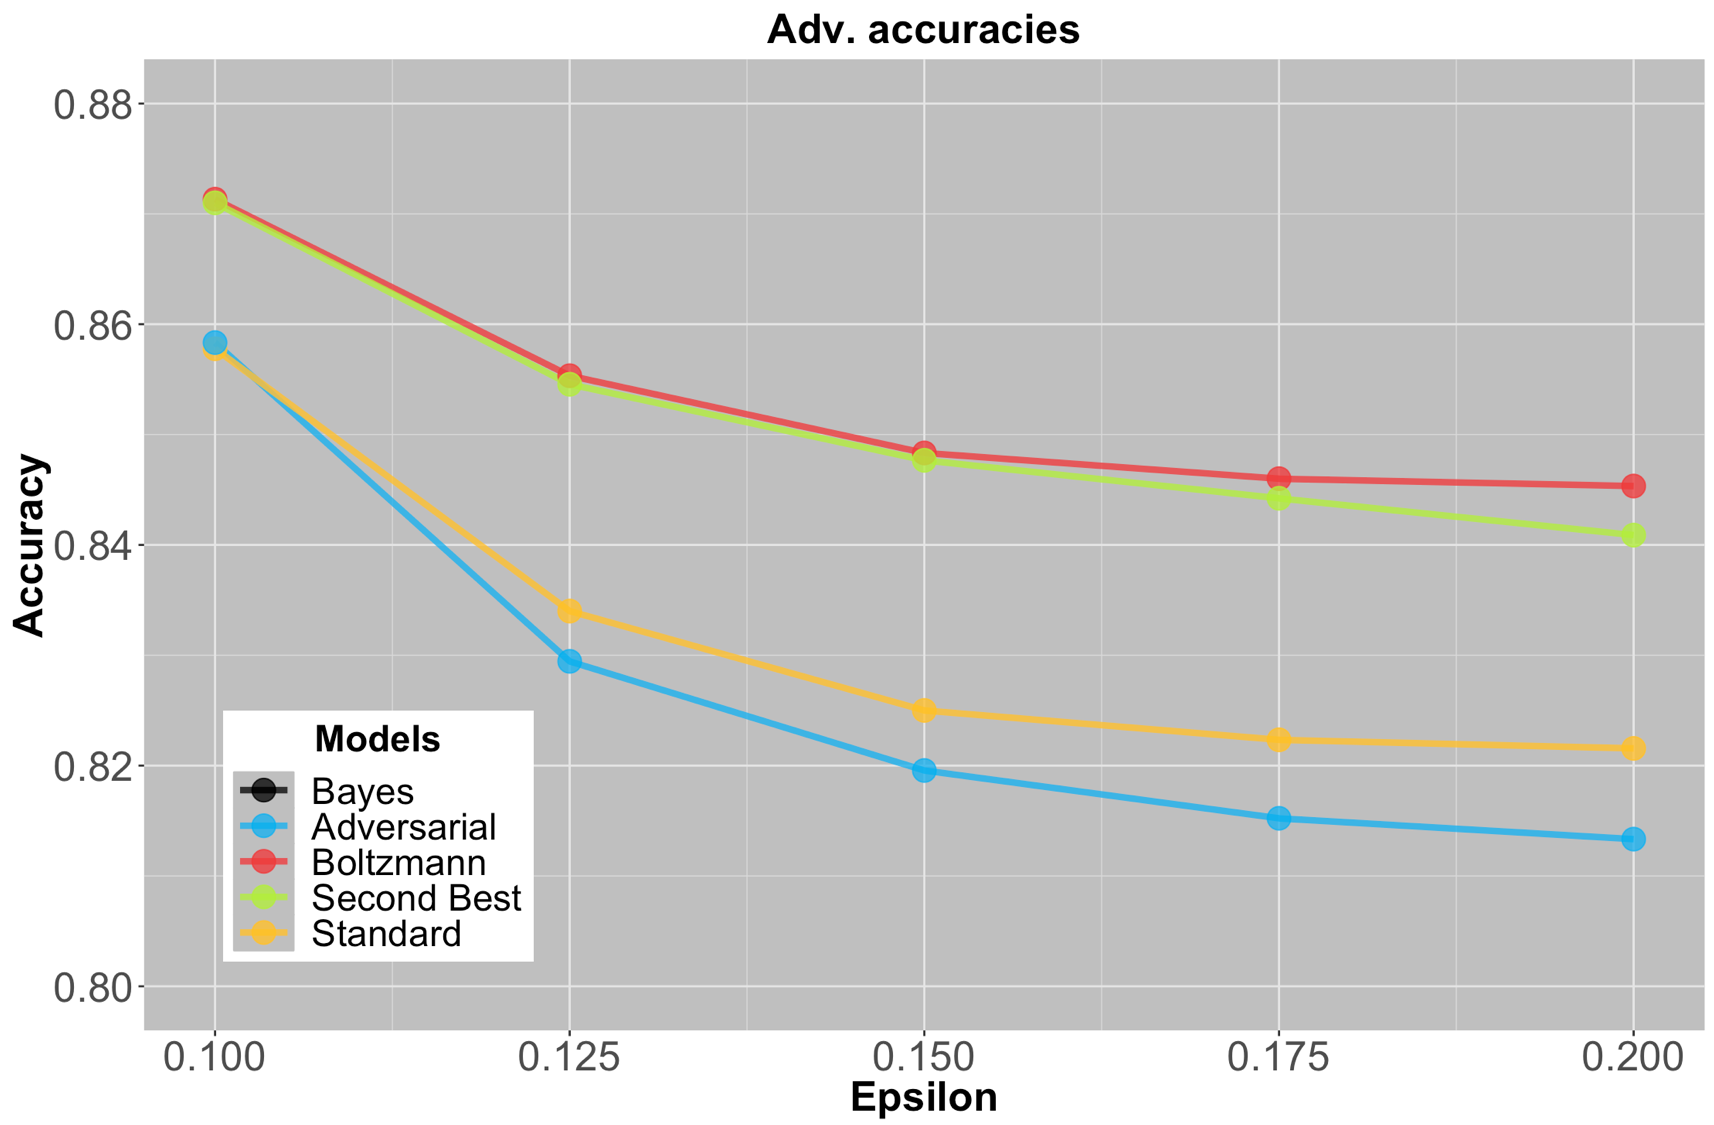 Adv. accuracies
0.88
0.86
0.84
0.82
0.80
Accuracy
Models
Bayes
Adversarial
Boltzmann
Second Best
Standard
0.100 0.125 0.150 0.175 0.200
Epsilon